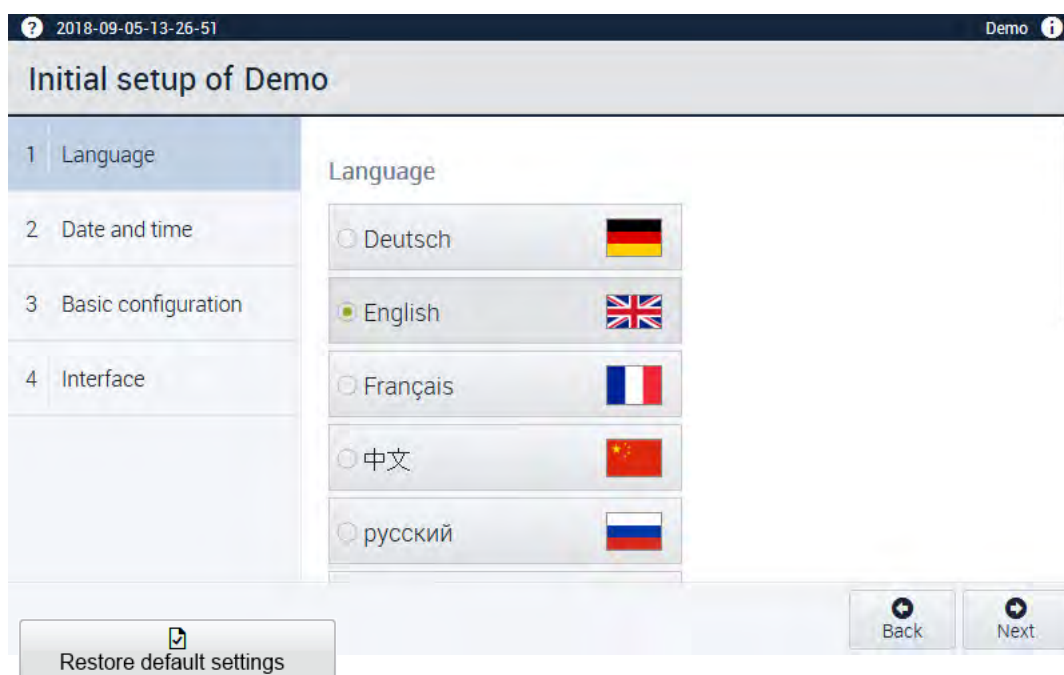 ? 2018-09-05-13-26-51 Demo i
Initial setup of Demo
1 Language
2 Date and time
3 Basic configuration
4 Interface
Language
Deutsch
English
Français
中文
русский
Back
Next
Restore default settings